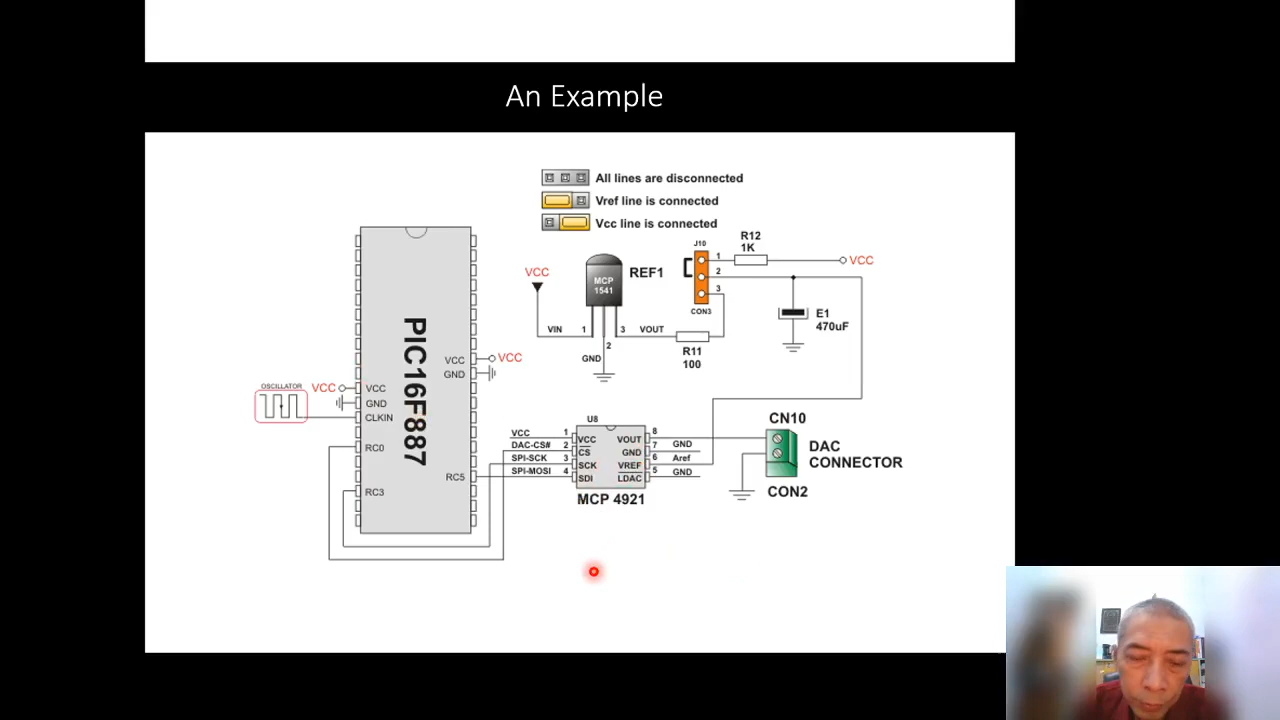 An Example
All lines are disconnected
Vref line is connected
Vcc line is connected
R12
1K
J10
1
VCC
2
3
CON3
VCC
MCP
1541
REF1
E1
470uF
VIN
1
3
VOUT
2
GND
R11
100
PIC16F887
VCC
VCC
GND
OSCILLATOR
VCC
VCC
GND
CLKIN
RC0
RC3
RC5
U8
VCC
1
VCC
VOUT
8
DAC-CS#
2
CS
GND
7
GND
SPI-SCK
3
SCK
VREF
6
Aref
SPI-MOSI
4
SDI
LDAC
5
GND
MCP 4921
CN10
DAC
CONNECTOR
CON2